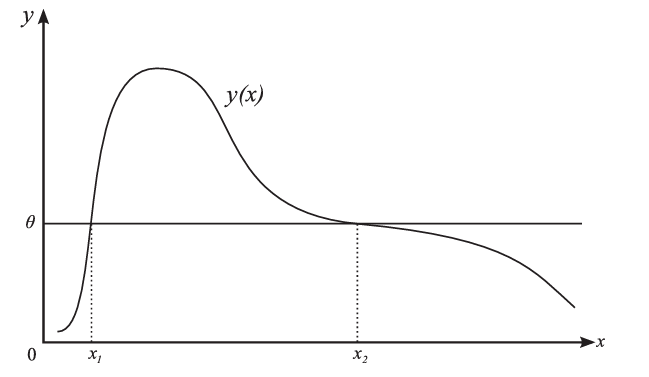 y
y(x)
θ
0
x₁
x₂
x